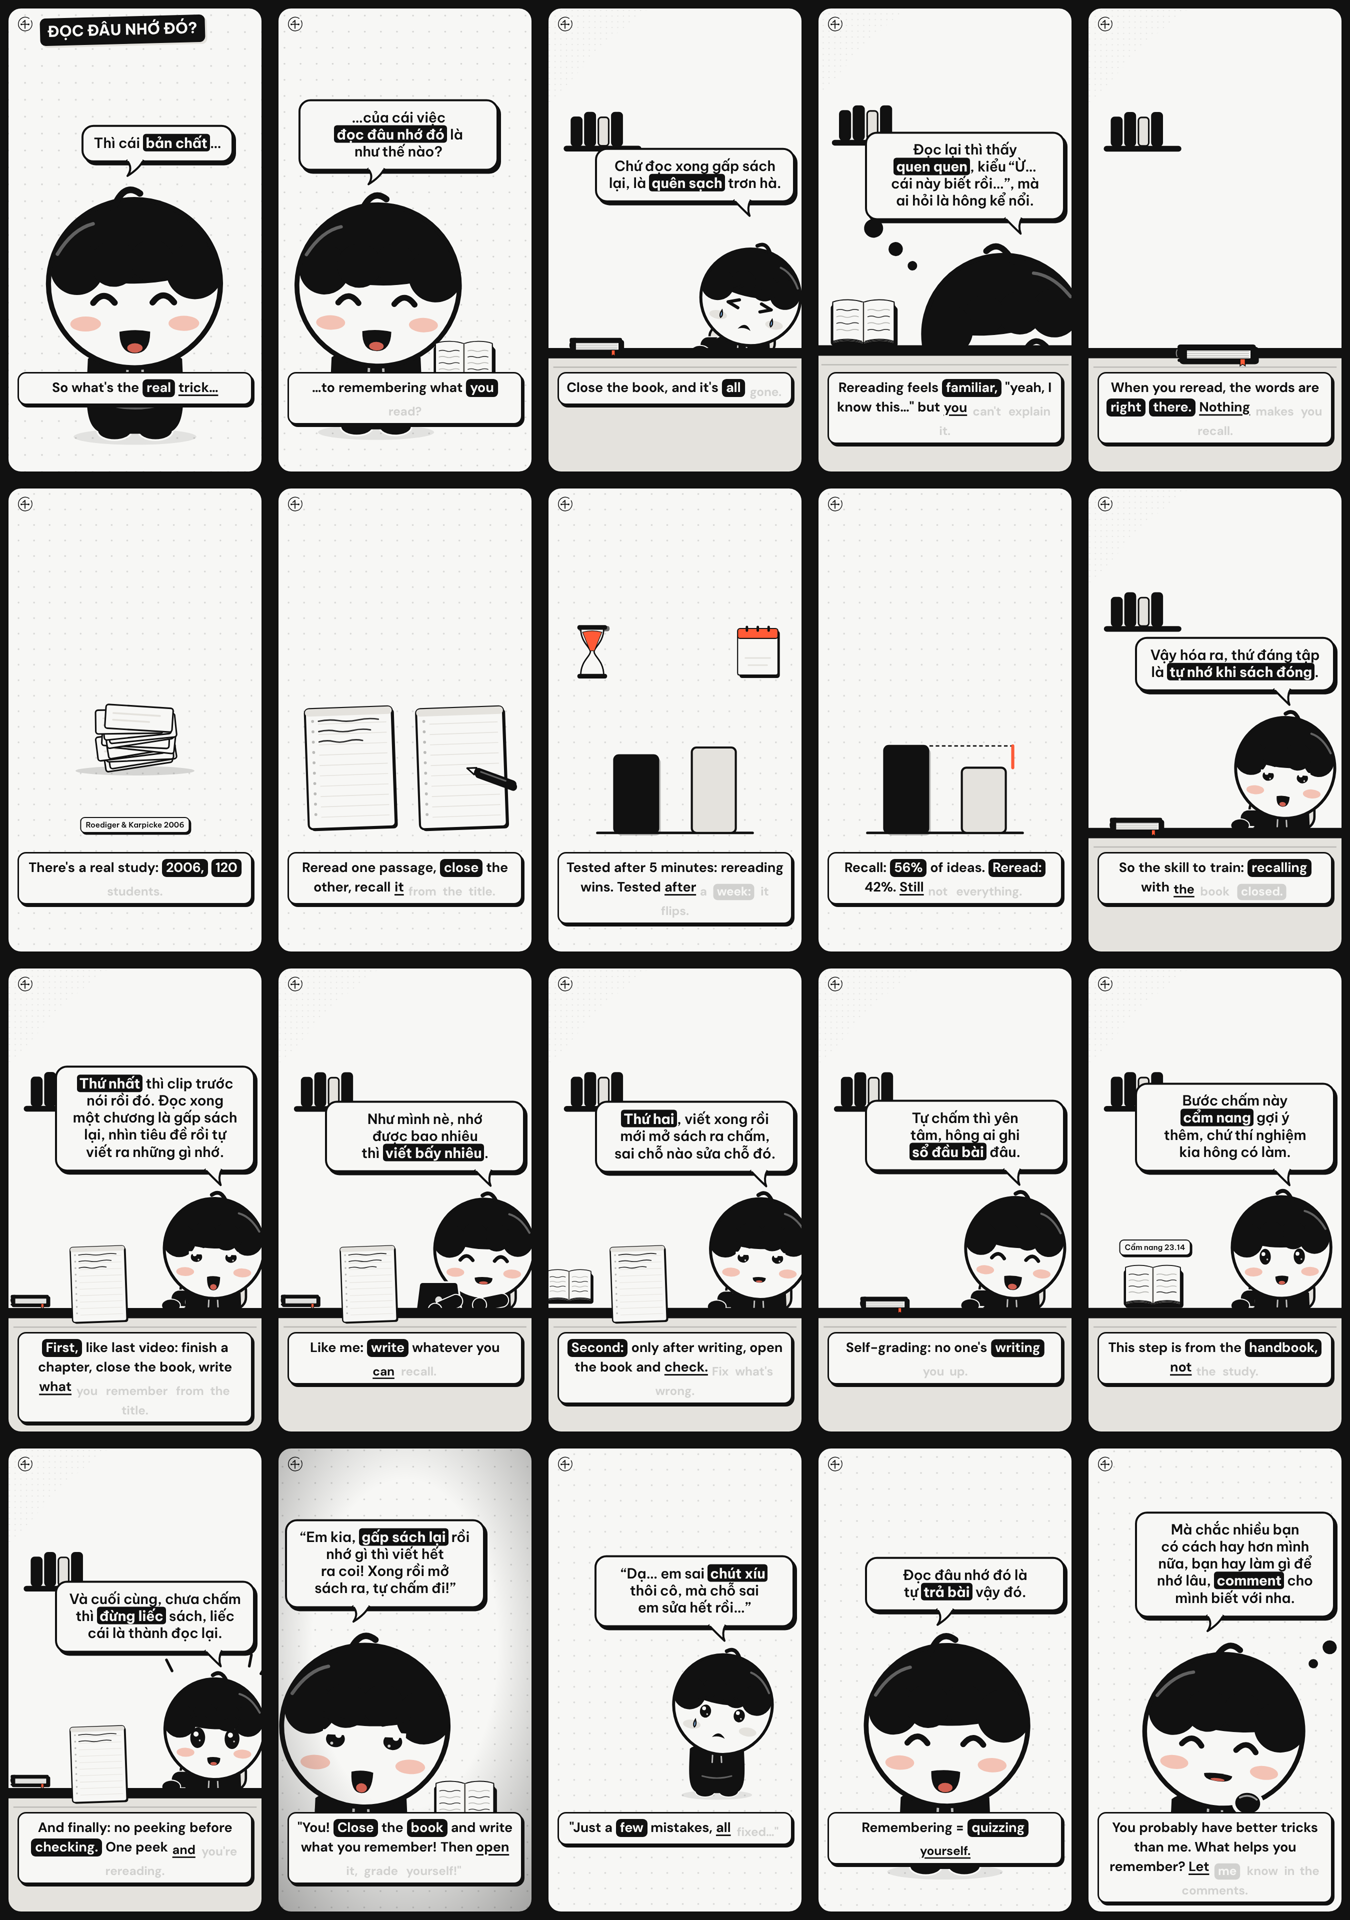 ĐỌC ĐÂU NHỚ ĐÓ?
Thì cái bản chất...
So what's the real trick...
...của cái việc
đọc đâu nhớ đó là
như thế nào?
...to remembering what you
read?
Chứ đọc xong gấp sách
lại, là quên sạch trơn hà.
Close the book, and it's all gone.
Đọc lại thì thấy
quen quen, kiểu “Ừ...
cái này biết rồi...”, mà
ai hỏi là hông kể nổi.
Rereading feels familiar, "yeah, I
know this..." but you can't explain
it.
When you reread, the words are
right there. Nothing makes you
recall.
Roediger & Karpicke 2006
There's a real study: 2006, 120
students.
Reread one passage, close the
other, recall it from the title.
Tested after 5 minutes: rereading
wins. Tested after a week: it
flips.
Recall: 56% of ideas. Reread:
42%. Still not everything.
Vậy hóa ra, thứ đáng tập
là tự nhớ khi sách đóng.
So the skill to train: recalling
with the book closed.
Thứ nhất thì clip trước
nói rồi đó. Đọc xong
một chương là gấp sách
lại, nhìn tiêu đề rồi tự
viết ra những gì nhớ.
First, like last video: finish a
chapter, close the book, write
what you remember from the
title.
Như mình nè, nhớ
được bao nhiêu
thì viết bấy nhiêu.
Like me: write whatever you
can recall.
Thứ hai, viết xong rồi
mới mở sách ra chấm,
sai chỗ nào sửa chỗ đó.
Second: only after writing, open
the book and check. Fix what's
wrong.
Tự chấm thì yên
tâm, hông ai ghi
sổ đầu bài đâu.
Self-grading: no one's writing
you up.
Bước chấm này
cẩm nang gợi ý
thêm, chứ thí nghiệm
kia hông có làm.
Cẩm nang 23.14
This step is from the handbook,
not the study.
Và cuối cùng, chưa chấm
thì đừng liếc sách, liếc
cái là thành đọc lại.
And finally: no peeking before
checking. One peek and you're
rereading.
“Em kia, gấp sách lại rồi
nhớ gì thì viết hết
ra coi! Xong rồi mở
sách ra, tự chấm đi!”
"You! Close the book and write
what you remember! Then open
it, grade yourself!"
“Dạ... em sai chút xíu
thôi cô, mà chỗ sai
em sửa hết rồi...”
"Just a few mistakes, all fixed..."
Đọc đâu nhớ đó là
tự trả bài vậy đó.
Remembering = quizzing
yourself.
Mà chắc nhiều bạn
có cách hay hơn mình
nữa, bạn hay làm gì để
nhớ lâu, comment cho
mình biết với nha.
You probably have better tricks
than me. What helps you
remember? Let me know in the
comments.